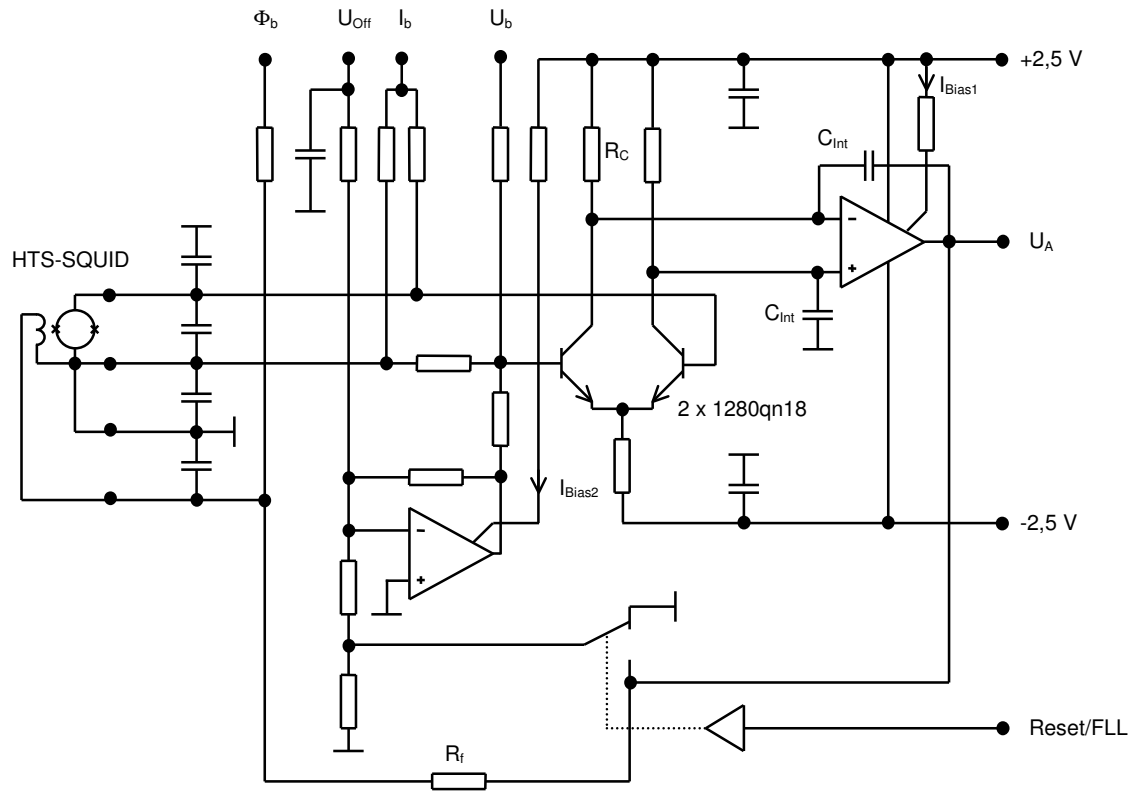 Φb UOff Ib Ub
+2,5 V
IBias1
CInt
RC
−
UA
+
HTS-SQUID
CInt
2 x 1280qn18
IBias2
−
-2,5 V
+
Reset/FLL
Rf